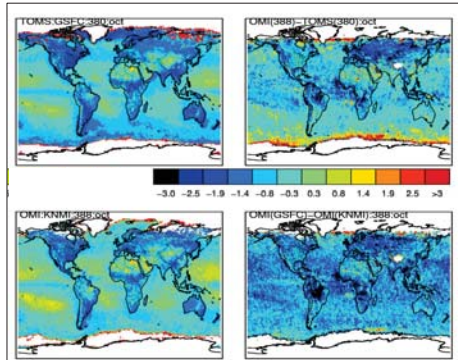 TOMS:GSFC:380:oct
OMI(388)-TOMS(380):oct
-3.0 -2.5 -1.9 -1.4 -0.8 -0.3 0.3 0.8 1.4 1.9 2.5 >3
OMI:KNMI:388:oct
OMI(GSFC)-OMI(KNMI):388:oct